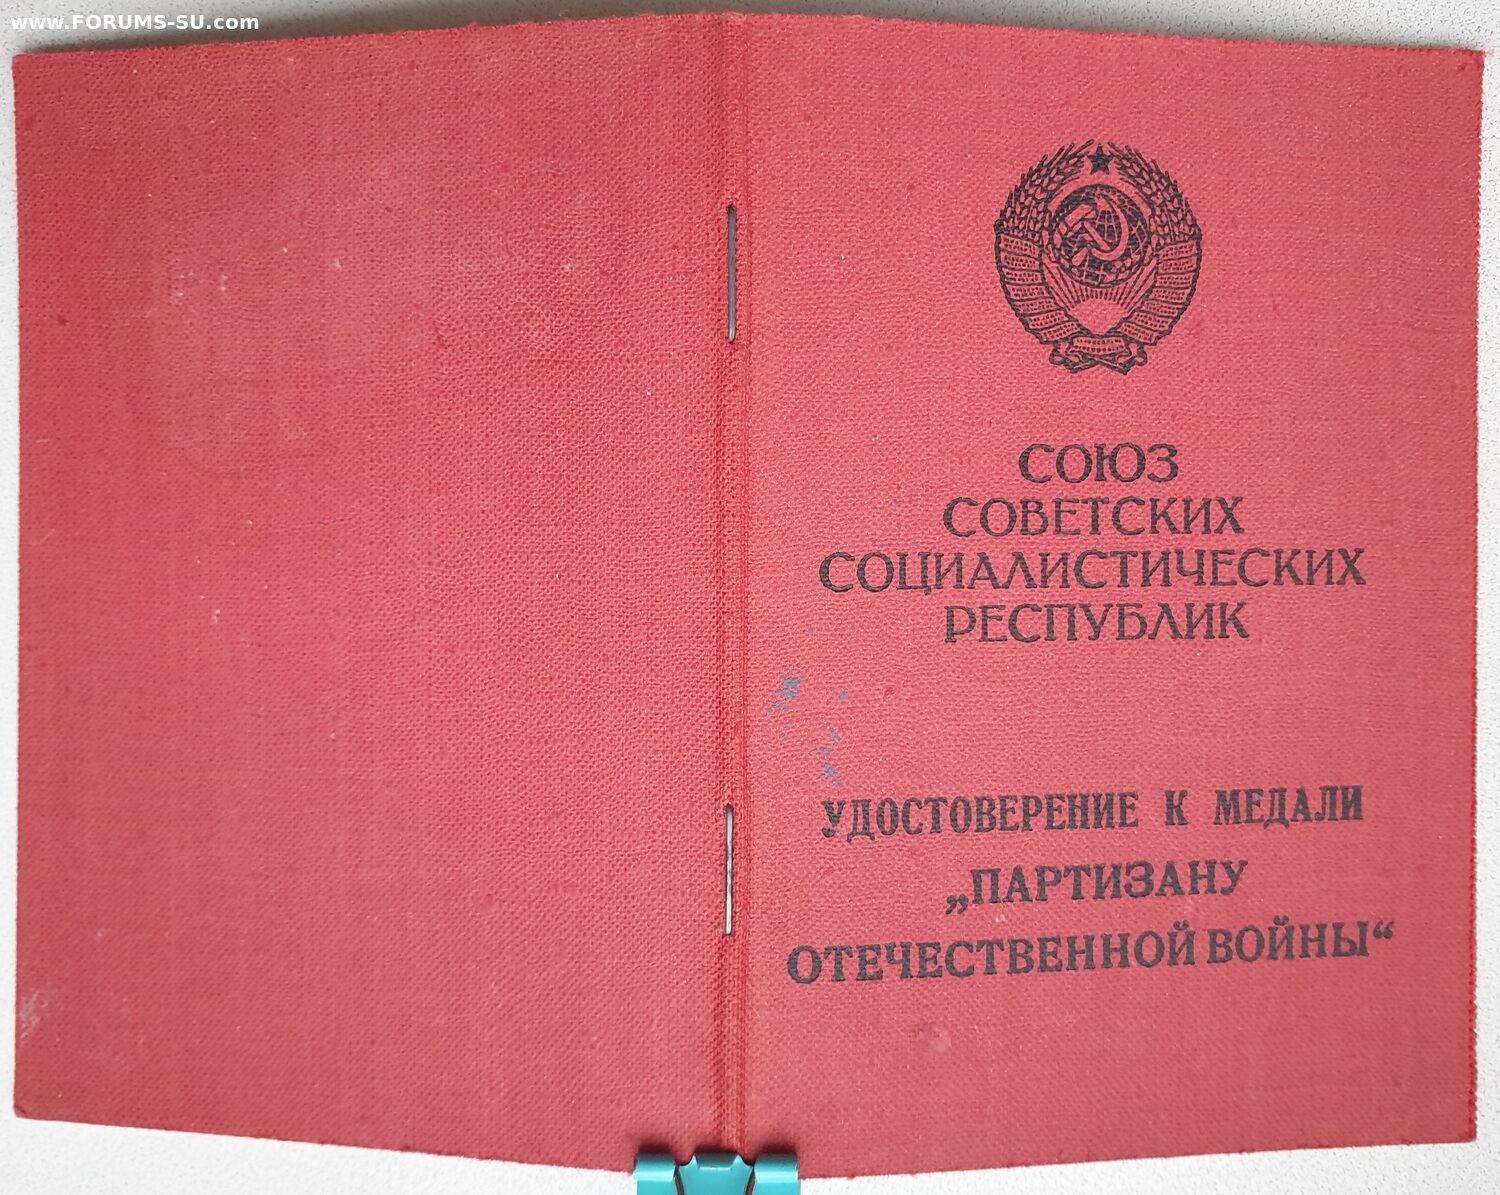 www.FORUMS-SU.com
СОЮЗ
СОВЕТСКИХ
СОЦИАЛИСТИЧЕСКИХ
РЕСПУБЛИК
УДОСТОВЕРЕНИЕ К МЕДАЛИ
„ПАРТИЗАНУ
ОТЕЧЕСТВЕННОЙ ВОЙНЫ“